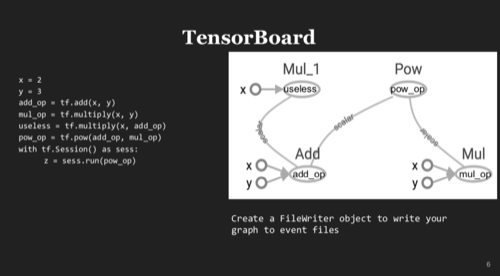 TensorBoard
x = 2
y = 3
add_op = tf.add(x, y)
mul_op = tf.multiply(x, y)
useless = tf.multiply(x, add_op)
pow_op = tf.pow(add_op, mul_op)
with tf.Session() as sess:
z = sess.run(pow_op)
Mul_1
Pow
x
useless
pow_op
scalar
scalar
scalar
Add
Mul
x
y
add_op
x
y
mul_op
Create a FileWriter object to write your
graph to event files
6